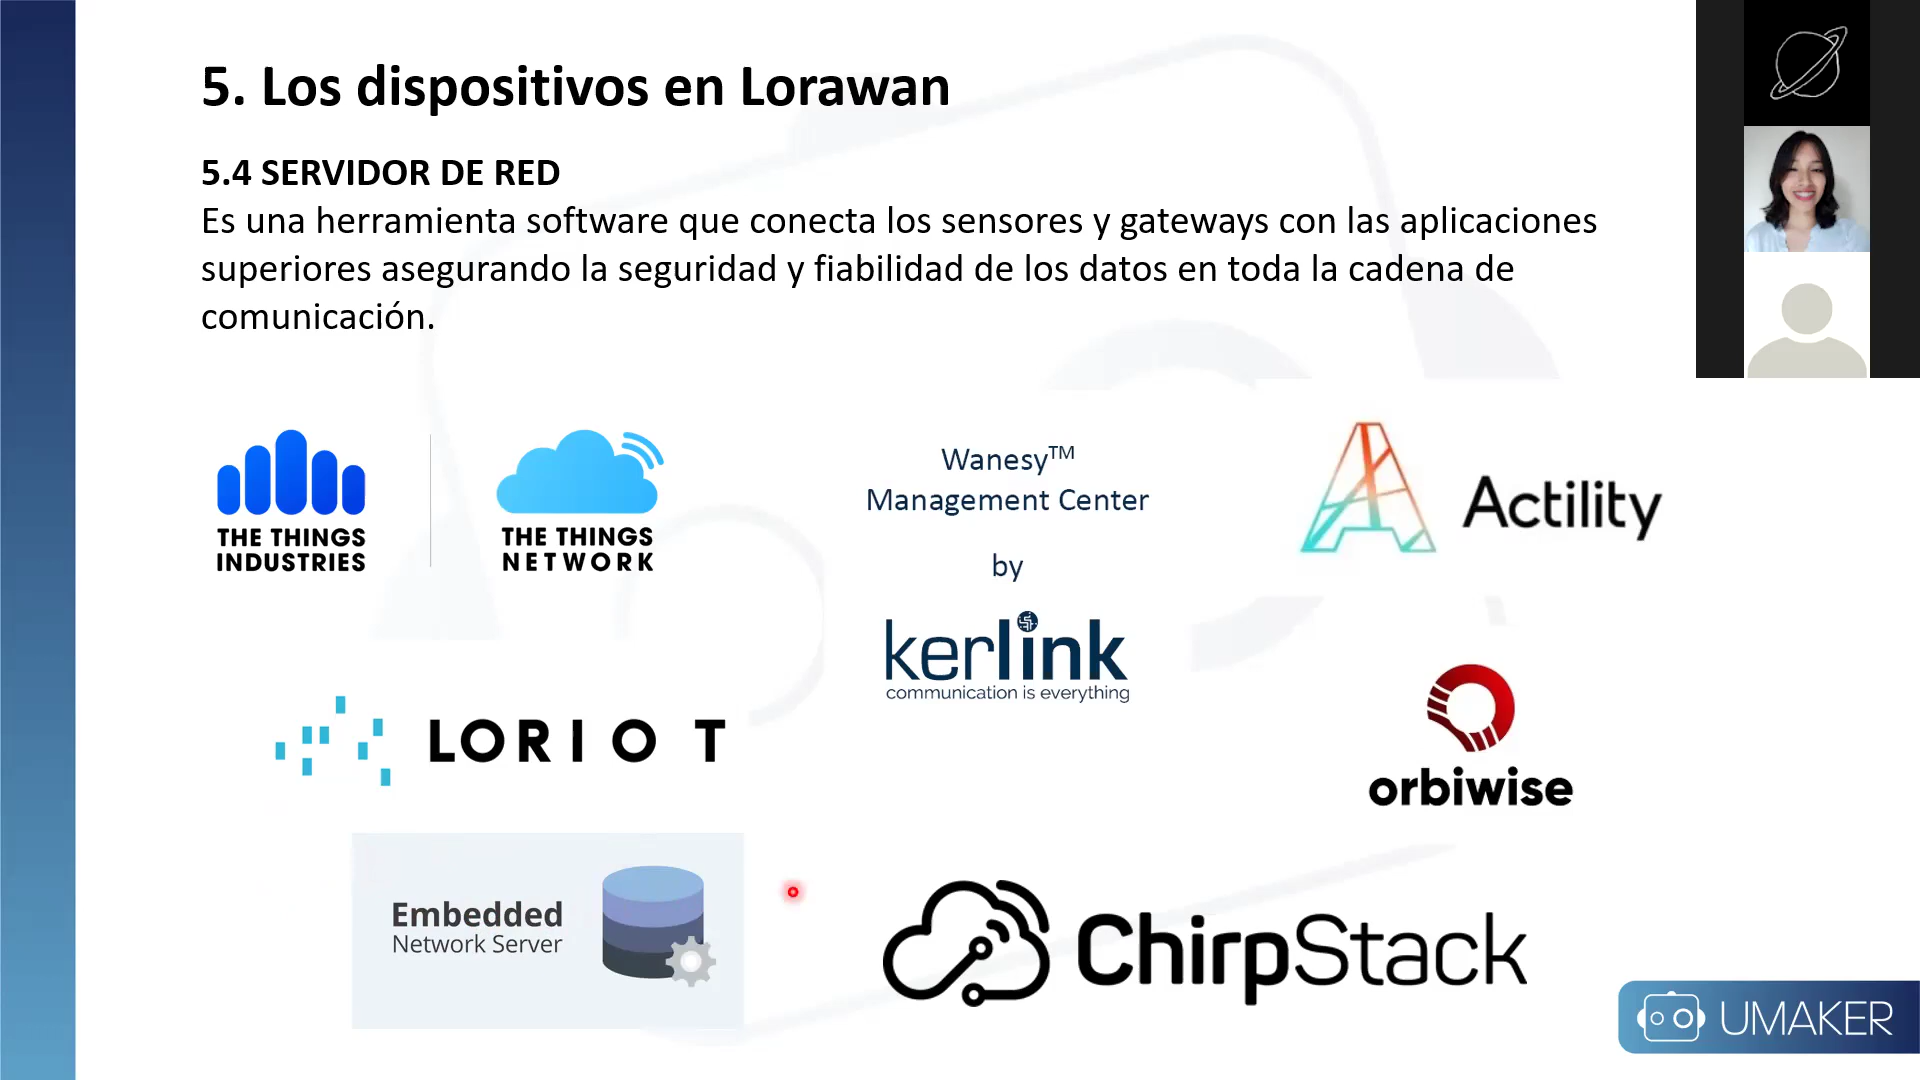 5. Los dispositivos en Lorawan
5.4 SERVIDOR DE RED
Es una herramienta software que conecta los sensores y gateways con las aplicaciones
superiores asegurando la seguridad y fiabilidad de los datos en toda la cadena de
comunicación.
THE THINGS
INDUSTRIES
THE THINGS
NETWORK
Wanesy™
Management Center
by
kerlink
communication is everything
Actility
LORIOT
orbiwise
Embedded
Network Server
ChirpStack
UMAKER